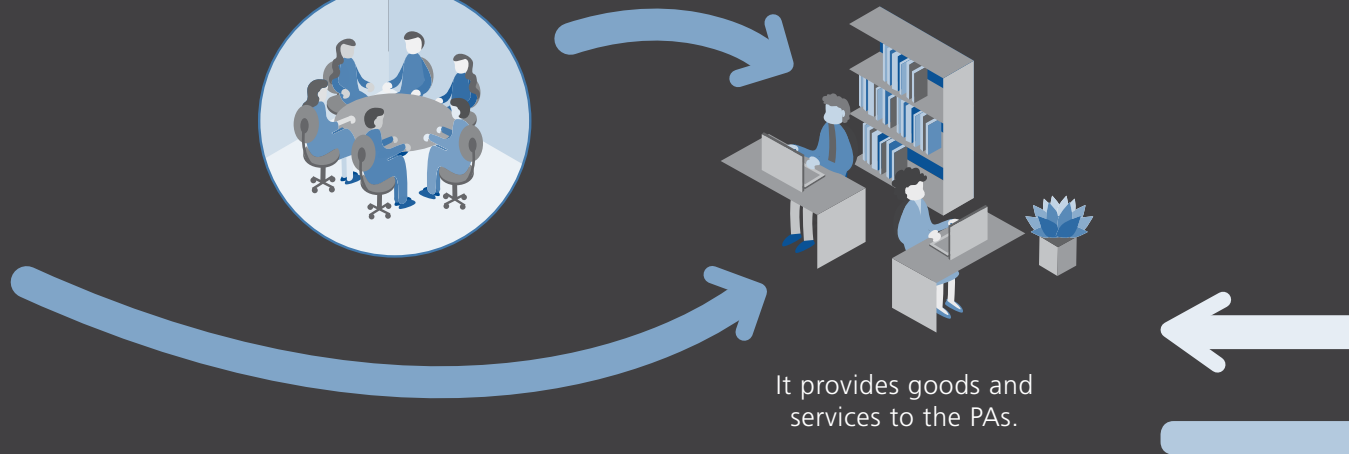 It provides goods and
services to the PAs.